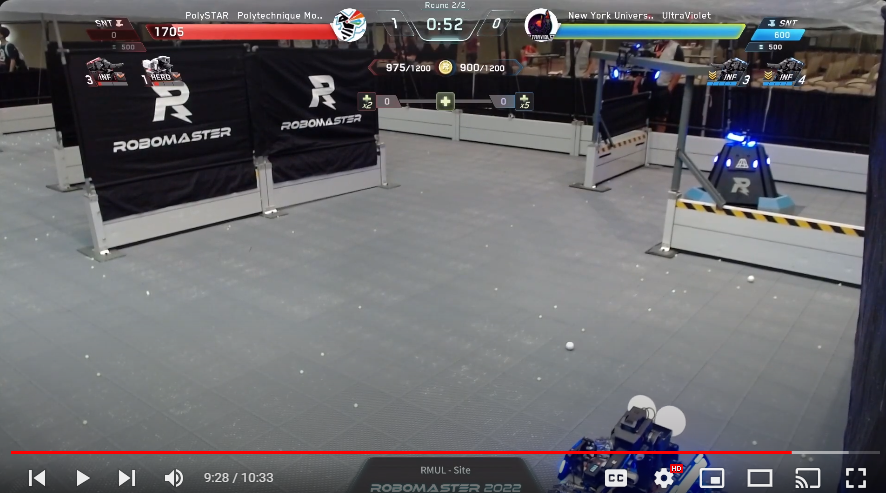 Round 2/2
PolySTAR Polytechnique Mo..
1
0:52
0
New York Univers.. UltraViolet
SNT
1705
SNT
0
600
500
500
975/1200
900/1200
3 INF
1 HERO
INF 3
INF 4
x2
0
0
x5
R
ROBOMASTER
R
ROBOMASTER
R
9:28 / 10:33
RMUL - Site
ROBOMASTER 2022
CC
HD